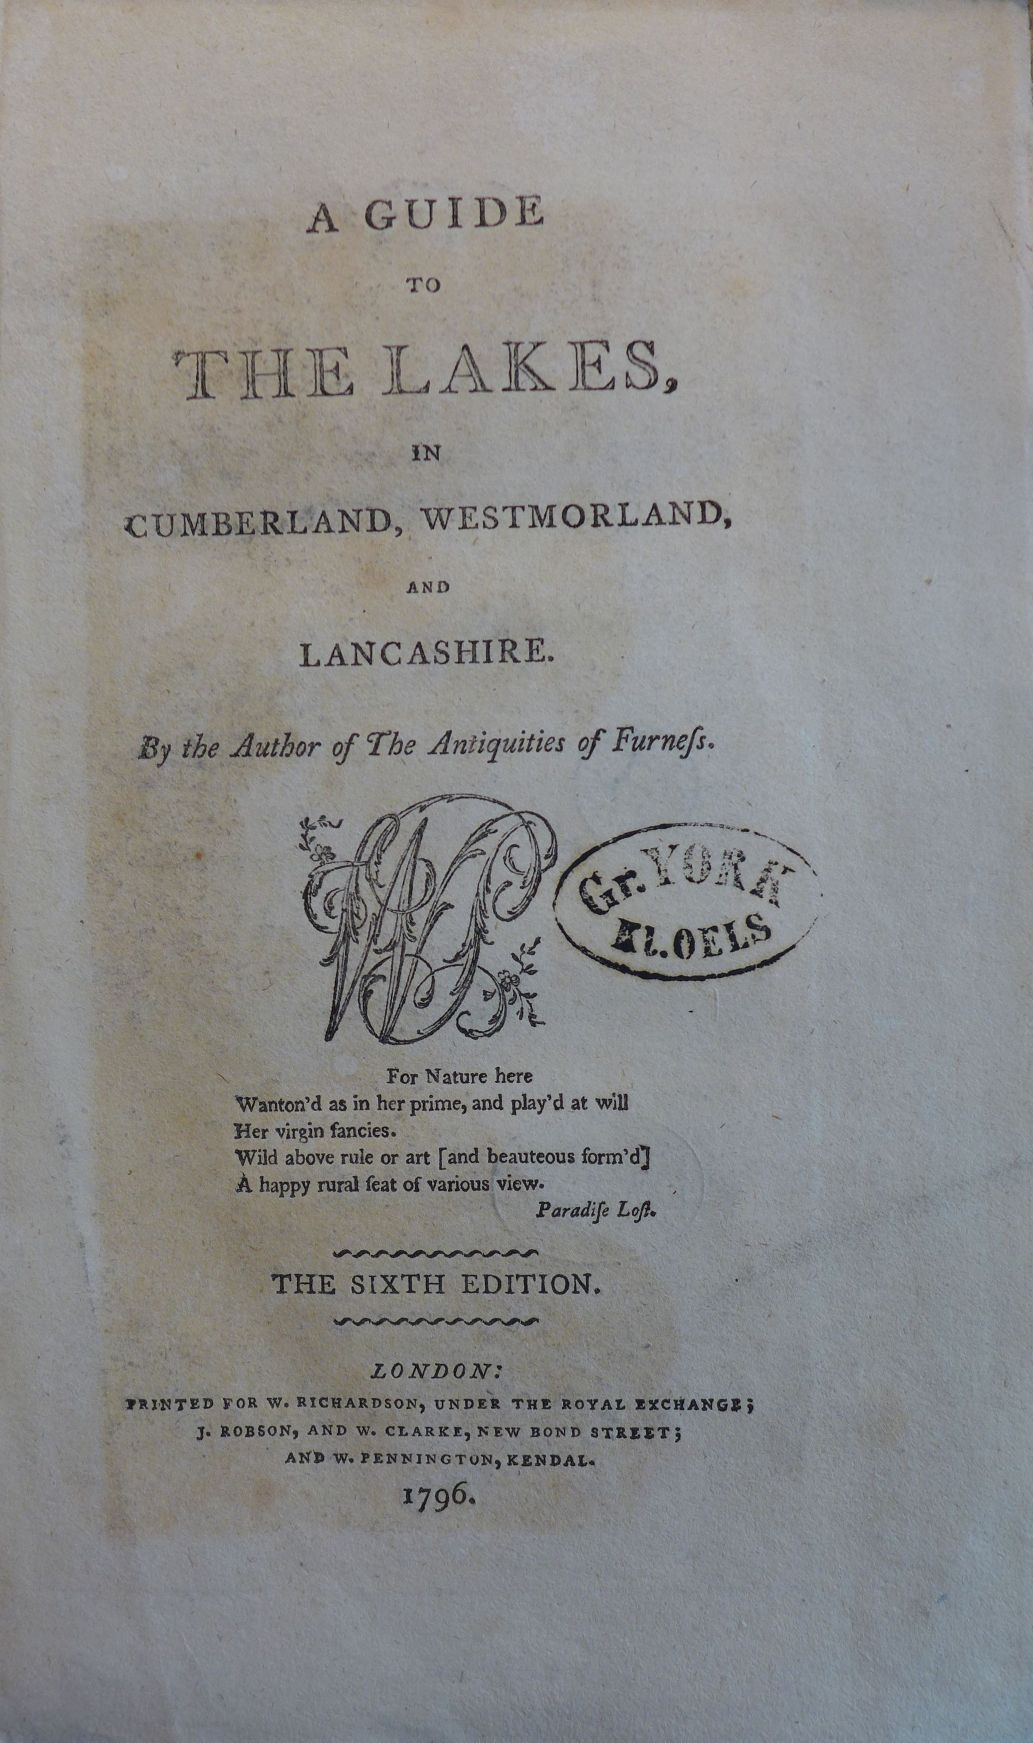 A GUIDE
TO
THE LAKES,
IN
CUMBERLAND, WESTMORLAND,
AND
LANCASHIRE.
By the Author of The Antiquities of Furneſs.
WP
Gr. YORK
Kl. OELS
For Nature here
Wanton'd as in her prime, and play'd at will
Her virgin fancies.
Wild above rule or art [and beauteous form'd]
A happy rural ſeat of various view.
Paradiſe Loſt.
THE SIXTH EDITION.
LONDON:
PRINTED FOR W. RICHARDSON, UNDER THE ROYAL EXCHANGE;
J. ROBSON, AND W. CLARKE, NEW BOND STREET;
AND W. PENNINGTON, KENDAL.
1796.